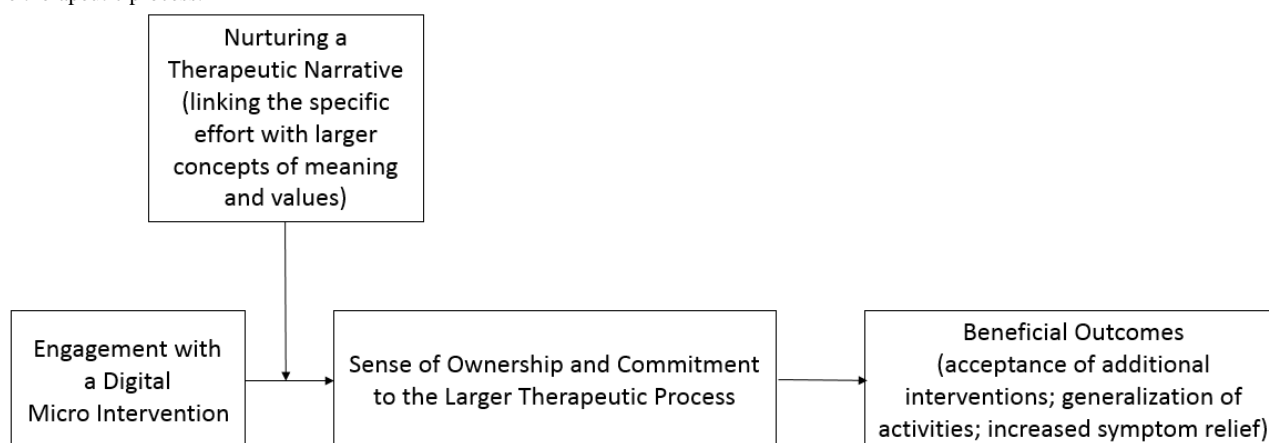 Nurturing a
Therapeutic Narrative
(linking the specific
effort with larger
concepts of meaning
and values)
Engagement with
a Digital
Micro Intervention
Sense of Ownership and Commitment
to the Larger Therapeutic Process
Beneficial Outcomes
(acceptance of additional
interventions; generalization of
activities; increased symptom relief)